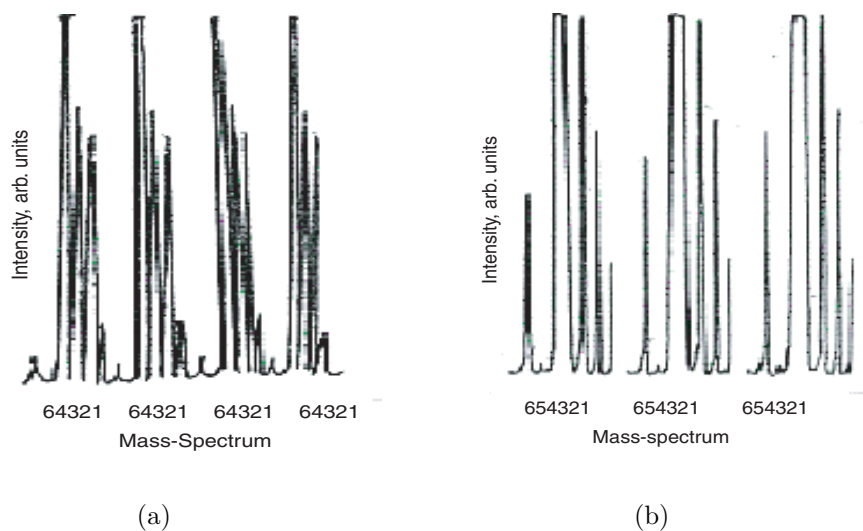 Intensity, arb. units
64321 64321 64321 64321
Mass-Spectrum
(a)
Intensity, arb. units
654321 654321 654321
Mass-spectrum
(b)